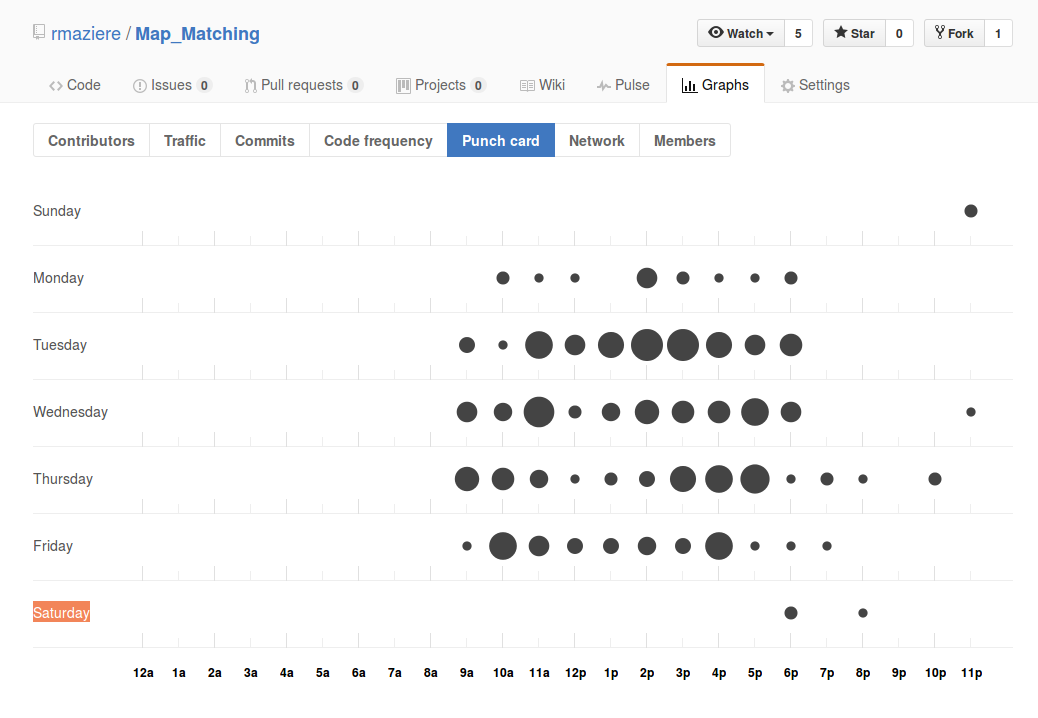 rmaziere / Map_Matching Watch 5 Star 0 Fork 1
Code Issues 0 Pull requests 0 Projects 0 Wiki Pulse Graphs Settings
Contributors Traffic Commits Code frequency Punch card Network Members
Sunday
Monday
Tuesday
Wednesday
Thursday
Friday
Saturday
12a 1a 2a 3a 4a 5a 6a 7a 8a 9a 10a 11a 12p 1p 2p 3p 4p 5p 6p 7p 8p 9p 10p 11p